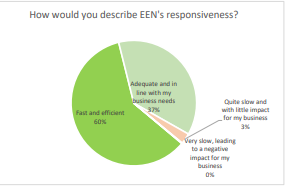 How would you describe EEN's responsiveness?
Adequate and in
line with my
business needs
37%
Fast and efficient
60%
Quite slow and
with little impact
for my business
3%
Very slow, leading
to a negative
impact for my
business
0%